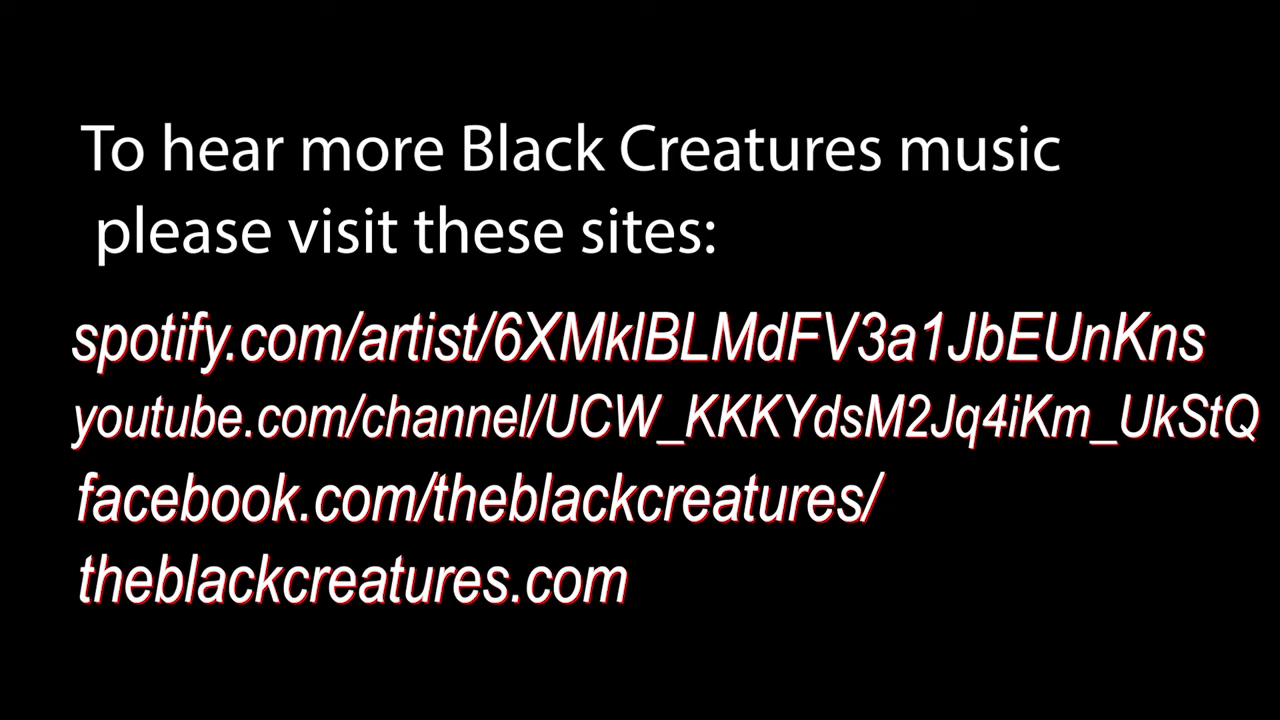 To hear more Black Creatures music
please visit these sites:
spotify.com/artist/6XMklBLMdFV3a1JbEUnKns
youtube.com/channel/UCW_KKKYdsM2Jq4iKm_UkStQ
facebook.com/theblackcreatures/
theblackcreatures.com